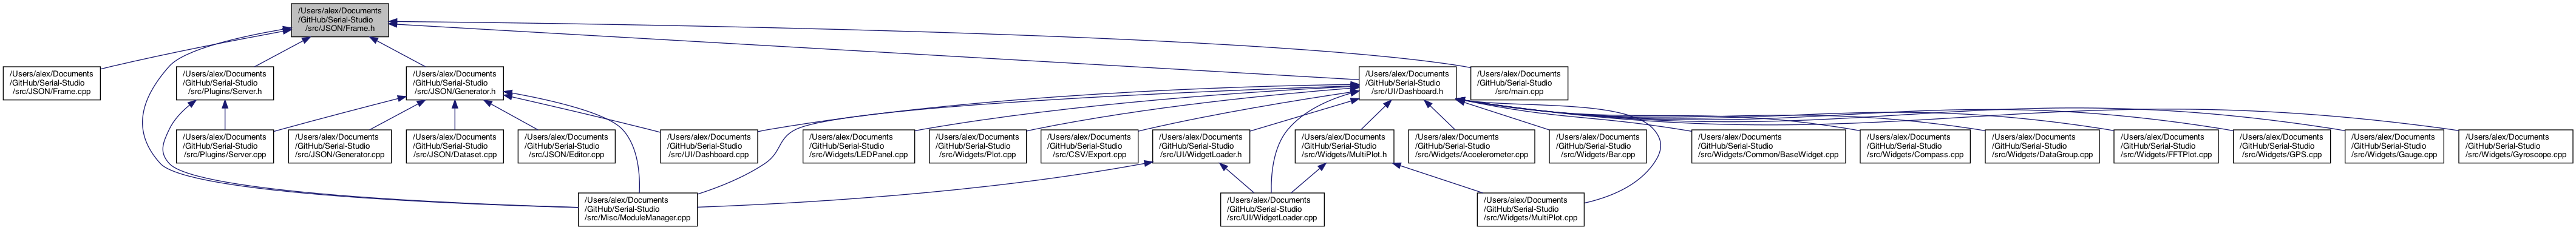 /Users/alex/Documents
/GitHub/Serial-Studio
/src/JSON/Frame.h
/Users/alex/Documents
/GitHub/Serial-Studio
/src/JSON/Frame.cpp
/Users/alex/Documents
/GitHub/Serial-Studio
/src/Plugins/Server.h
/Users/alex/Documents
/GitHub/Serial-Studio
/src/JSON/Generator.h
/Users/alex/Documents
/GitHub/Serial-Studio
/src/UI/Dashboard.h
/Users/alex/Documents
/GitHub/Serial-Studio
/src/main.cpp
/Users/alex/Documents
/GitHub/Serial-Studio
/src/Plugins/Server.cpp
/Users/alex/Documents
/GitHub/Serial-Studio
/src/JSON/Generator.cpp
/Users/alex/Documents
/GitHub/Serial-Studio
/src/JSON/Dataset.cpp
/Users/alex/Documents
/GitHub/Serial-Studio
/src/JSON/Editor.cpp
/Users/alex/Documents
/GitHub/Serial-Studio
/src/UI/Dashboard.cpp
/Users/alex/Documents
/GitHub/Serial-Studio
/src/Widgets/LEDPanel.cpp
/Users/alex/Documents
/GitHub/Serial-Studio
/src/Widgets/Plot.cpp
/Users/alex/Documents
/GitHub/Serial-Studio
/src/CSV/Export.cpp
/Users/alex/Documents
/GitHub/Serial-Studio
/src/UI/WidgetLoader.h
/Users/alex/Documents
/GitHub/Serial-Studio
/src/Widgets/MultiPlot.h
/Users/alex/Documents
/GitHub/Serial-Studio
/src/Widgets/Accelerometer.cpp
/Users/alex/Documents
/GitHub/Serial-Studio
/src/Widgets/Bar.cpp
/Users/alex/Documents
/GitHub/Serial-Studio
/src/Widgets/Common/BaseWidget.cpp
/Users/alex/Documents
/GitHub/Serial-Studio
/src/Widgets/Compass.cpp
/Users/alex/Documents
/GitHub/Serial-Studio
/src/Widgets/DataGroup.cpp
/Users/alex/Documents
/GitHub/Serial-Studio
/src/Widgets/FFTPlot.cpp
/Users/alex/Documents
/GitHub/Serial-Studio
/src/Widgets/GPS.cpp
/Users/alex/Documents
/GitHub/Serial-Studio
/src/Widgets/Gauge.cpp
/Users/alex/Documents
/GitHub/Serial-Studio
/src/Widgets/Gyroscope.cpp
/Users/alex/Documents
/GitHub/Serial-Studio
/src/Misc/ModuleManager.cpp
/Users/alex/Documents
/GitHub/Serial-Studio
/src/UI/WidgetLoader.cpp
/Users/alex/Documents
/GitHub/Serial-Studio
/src/Widgets/MultiPlot.cpp